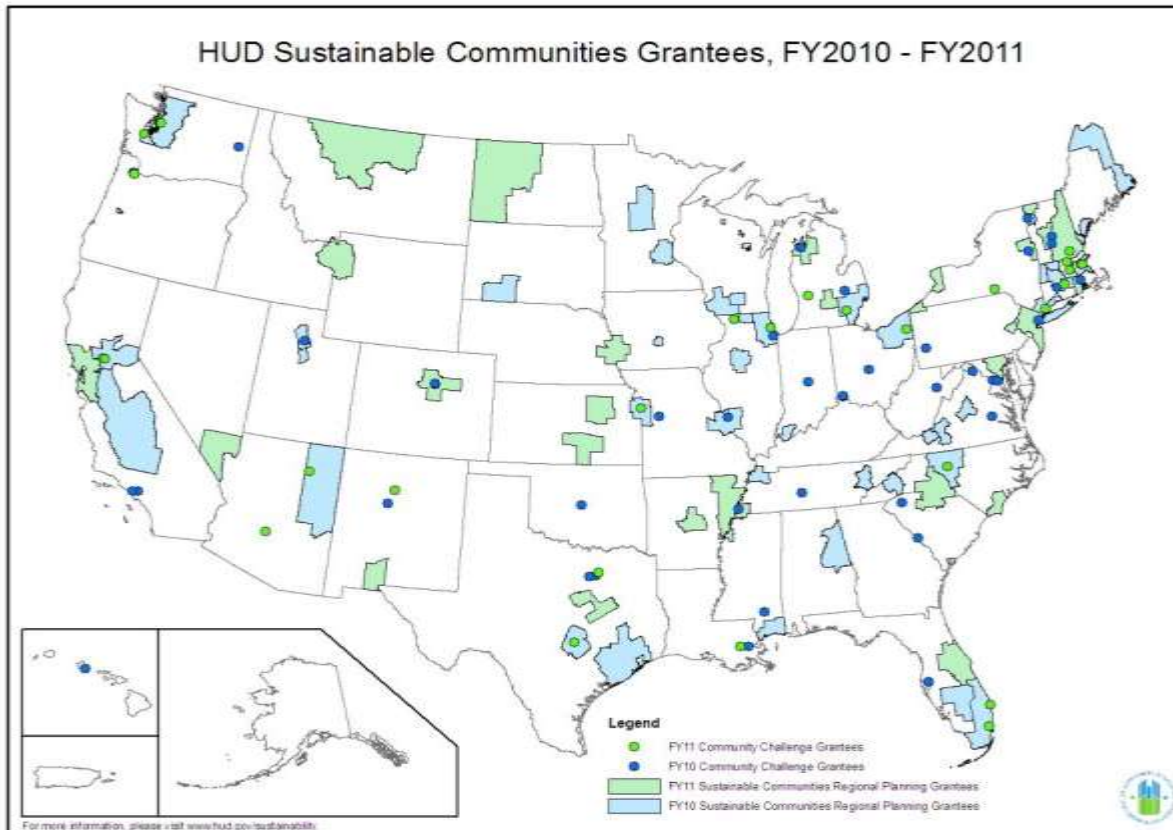 HUD Sustainable Communities Grantees, FY2010 - FY2011
Legend
FY11 Community Challenge Grantees
FY10 Community Challenge Grantees
FY11 Sustainable Communities Regional Planning Grantees
FY10 Sustainable Communities Regional Planning Grantees
For more information, please visit www.hud.gov/sustainability.